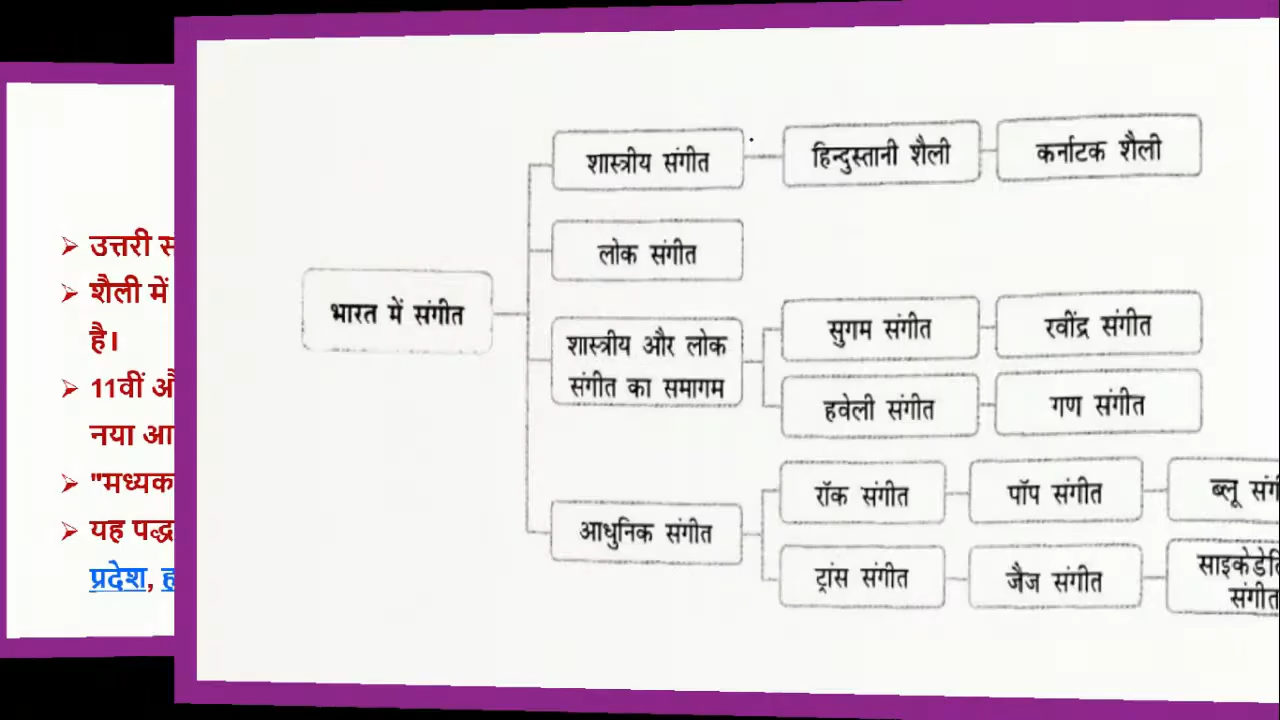 उत्तरी
शैली में
है।
11वीं
नया
"मध्यक
यह
प्रदेश,
भारत में संगीत
शास्त्रीय संगीत
हिन्दुस्तानी शैली
कर्नाटक शैली
लोक संगीत
शास्त्रीय और लोक
संगीत का समागम
सुगम संगीत
रवींद्र संगीत
हवेली संगीत
गण संगीत
आधुनिक संगीत
रॉक संगीत
पॉप संगीत
ब्लू
ट्रांस संगीत
जैज संगीत
संगीत